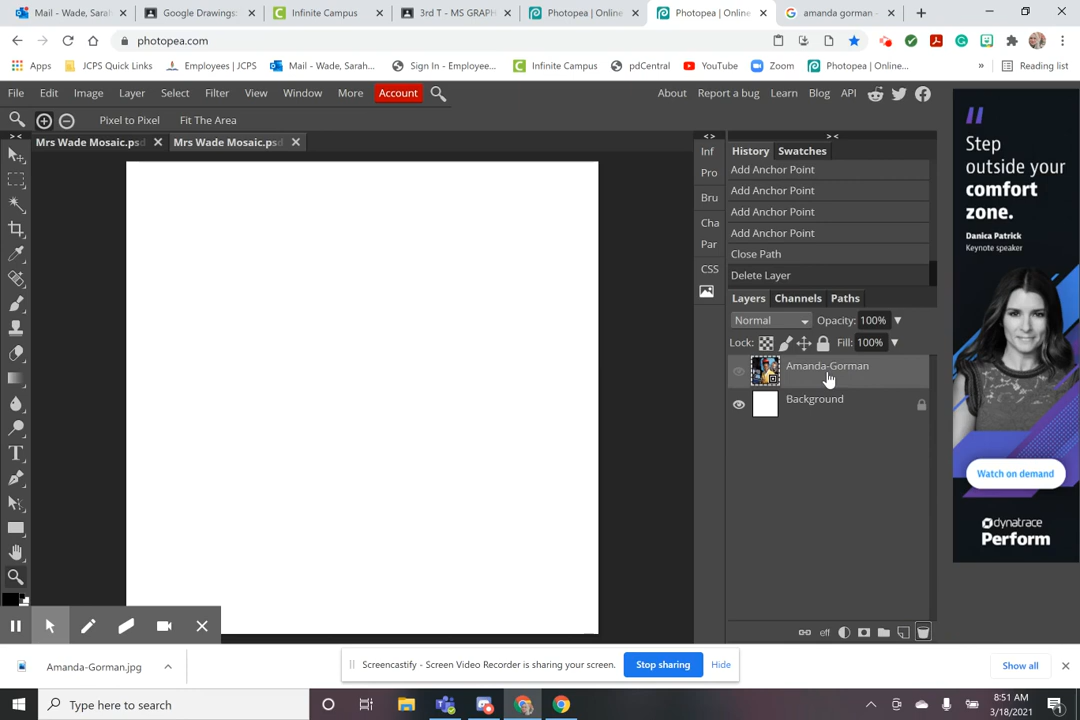 Mail - Wade, Sarah
Google Drawings:
Infinite Campus
3rd T - MS GRAPH
Photopea | Online
Photopea | Online
amanda gorman -
photopea.com
Apps
JCPS Quick Links
Employees | JCPS
Mail - Wade, Sarah...
Sign In - Employee...
Infinite Campus
pdCentral
YouTube
Zoom
Photopea | Online...
»
Reading list
File Edit Image Layer Select Filter View Window More Account
About Report a bug Learn Blog API
Pixel to Pixel Fit The Area
Mrs Wade Mosaic.psd
Mrs Wade Mosaic.psd
Inf
Pro
Bru
Cha
Par
CSS
History Swatches
Add Anchor Point
Add Anchor Point
Add Anchor Point
Add Anchor Point
Close Path
Delete Layer
Layers Channels Paths
Normal Opacity: 100%
Lock: Fill: 100%
Amanda-Gorman
Background
eff
Step
outside your
comfort
zone.
Danica Patrick
Keynote speaker
Watch on demand
dynatrace
Perform
Amanda-Gorman.jpg
Screencastify - Screen Video Recorder is sharing your screen.
Stop sharing
Hide
Show all
Type here to search
8:51 AM
3/18/2021
1